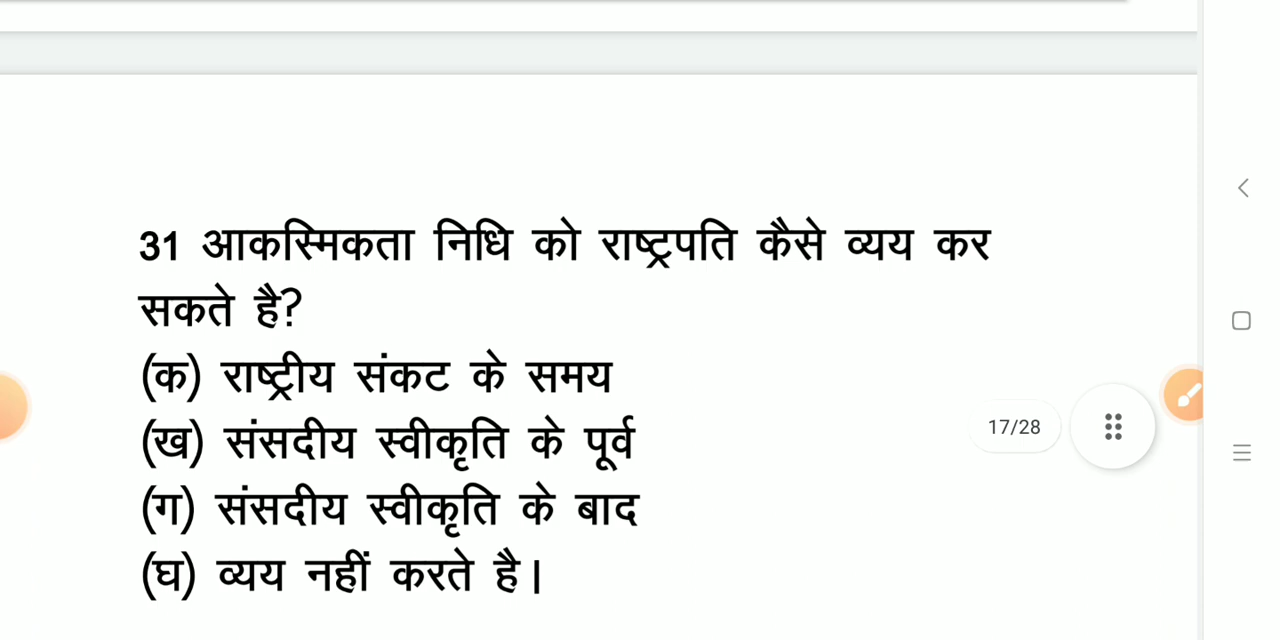 31 आकस्मिकता निधि को राष्ट्रपति कैसे व्यय कर
सकते है?
(क) राष्ट्रीय संकट के समय
(ख) संसदीय स्वीकृति के पूर्व
(ग) संसदीय स्वीकृति के बाद
(घ) व्यय नहीं करते है।
17/28